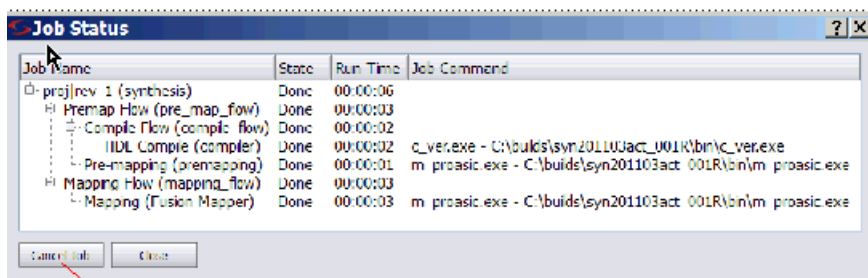 Job Status
Job Name State Run Time Job Command
proj|rev_1 (synthesis) Done 00:00:06
Premap Flow (pre_map_flow) Done 00:00:03
Compile Flow (compile_flow) Done 00:00:02
HDL Compile (compiler) Done 00:00:02 c_ver.exe - C:\builds\syn201103act_001R\bin\c_ver.exe
Pre-mapping (premapping) Done 00:00:01 m_proasic.exe - C:\builds\syn201103act_001R\bin\m_proasic.exe
Mapping Flow (mapping_flow) Done 00:00:03
Mapping (Fusion Mapper) Done 00:00:03 m_proasic.exe - C:\builds\syn201103act_001R\bin\m_proasic.exe
Cancel Job Close